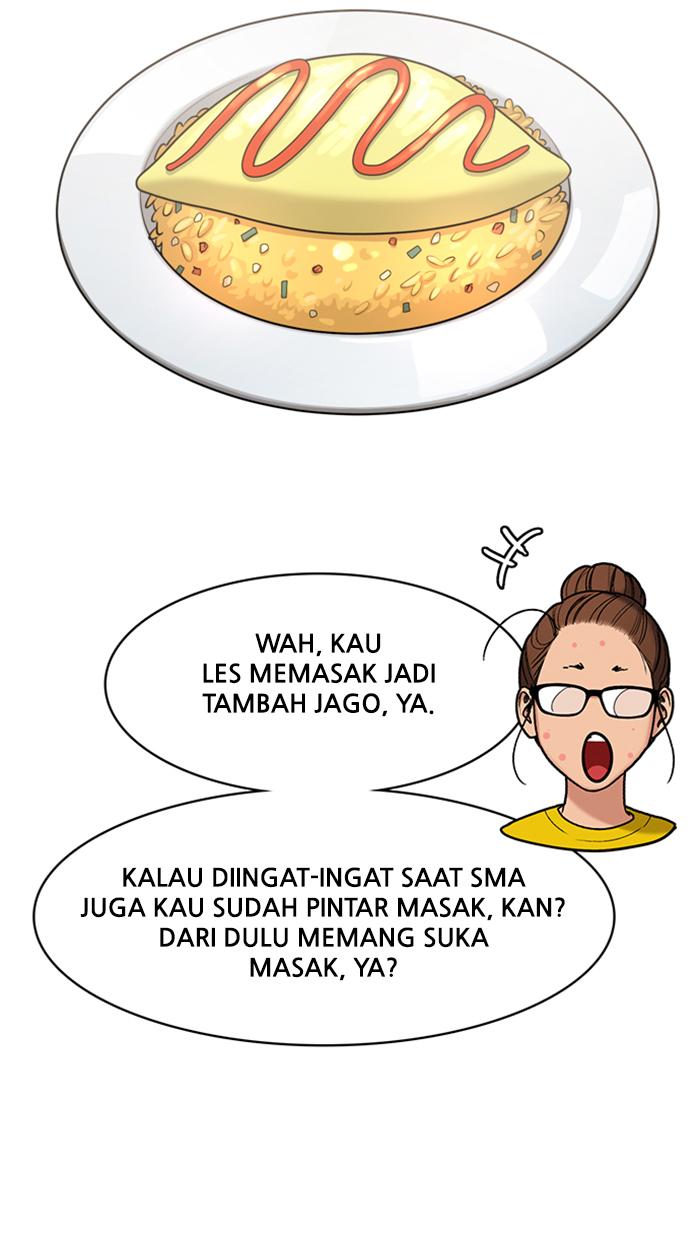 WAH, KAU
LES MEMASAK JADI
TAMBAH JAGO, YA.
KALAU DIINGAT-INGAT SAAT SMA
JUGA KAU SUDAH PINTAR MASAK, KAN?
DARI DULU MEMANG SUKA
MASAK, YA?